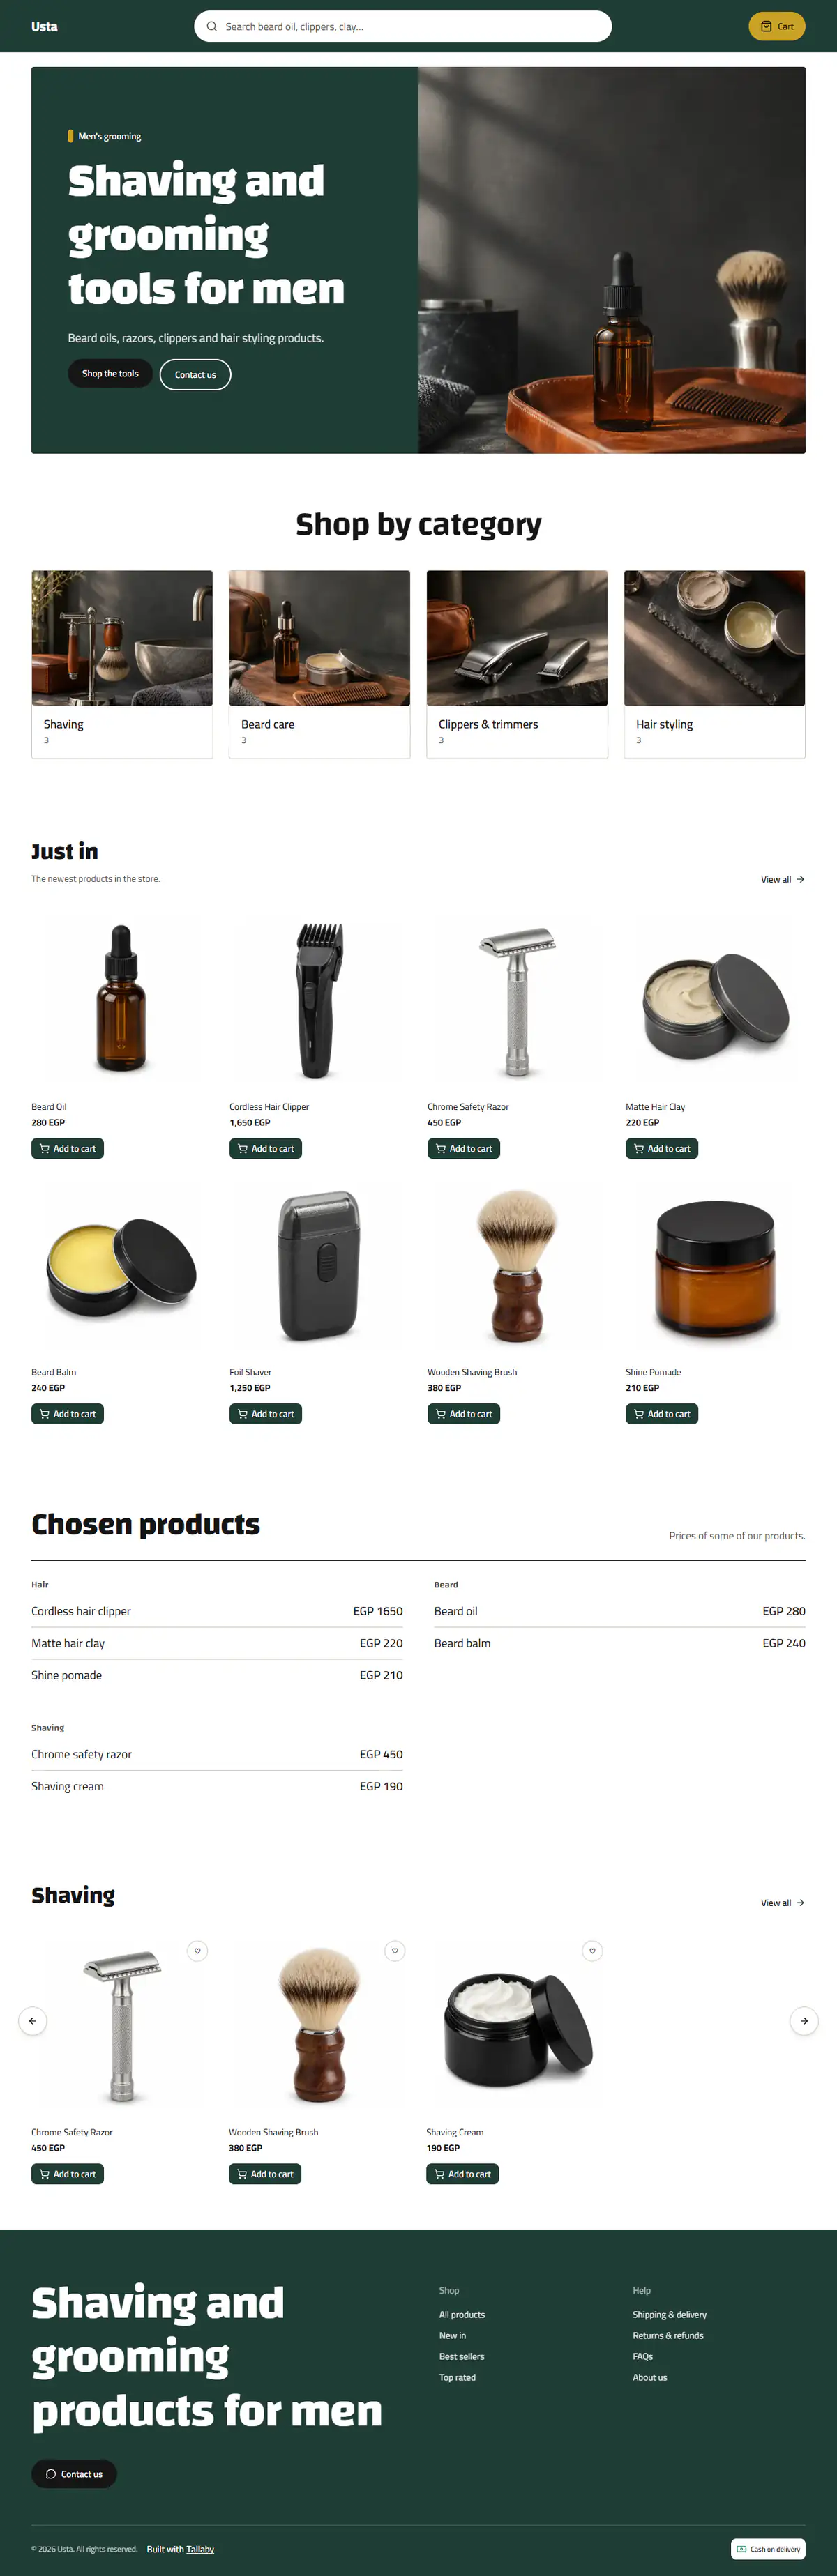 Usta
Search beard oil, clippers, clay...
Cart
Men's grooming
Shaving and
grooming
tools for men
Beard oils, razors, clippers and hair styling products.
Shop the tools
Contact us
Shop by category
Shaving
3
Beard care
3
Clippers & trimmers
3
Hair styling
3
Just in
The newest products in the store.
View all
Beard Oil
280 EGP
Add to cart
Cordless Hair Clipper
1,650 EGP
Add to cart
Chrome Safety Razor
450 EGP
Add to cart
Matte Hair Clay
220 EGP
Add to cart
Beard Balm
240 EGP
Add to cart
Foil Shaver
1,250 EGP
Add to cart
Wooden Shaving Brush
380 EGP
Add to cart
Shine Pomade
210 EGP
Add to cart
Chosen products
Prices of some of our products.
Hair
Cordless hair clipper EGP 1650
Matte hair clay EGP 220
Shine pomade EGP 210
Beard
Beard oil EGP 280
Beard balm EGP 240
Shaving
Chrome safety razor EGP 450
Shaving cream EGP 190
Shaving
View all
Chrome Safety Razor
450 EGP
Add to cart
Wooden Shaving Brush
380 EGP
Add to cart
Shaving Cream
190 EGP
Add to cart
Shaving and
grooming
products for men
Contact us
Shop
All products
New in
Best sellers
Top rated
Help
Shipping & delivery
Returns & refunds
FAQs
About us
© 2026 Usta. All rights reserved. Built with Tallaby
Cash on delivery